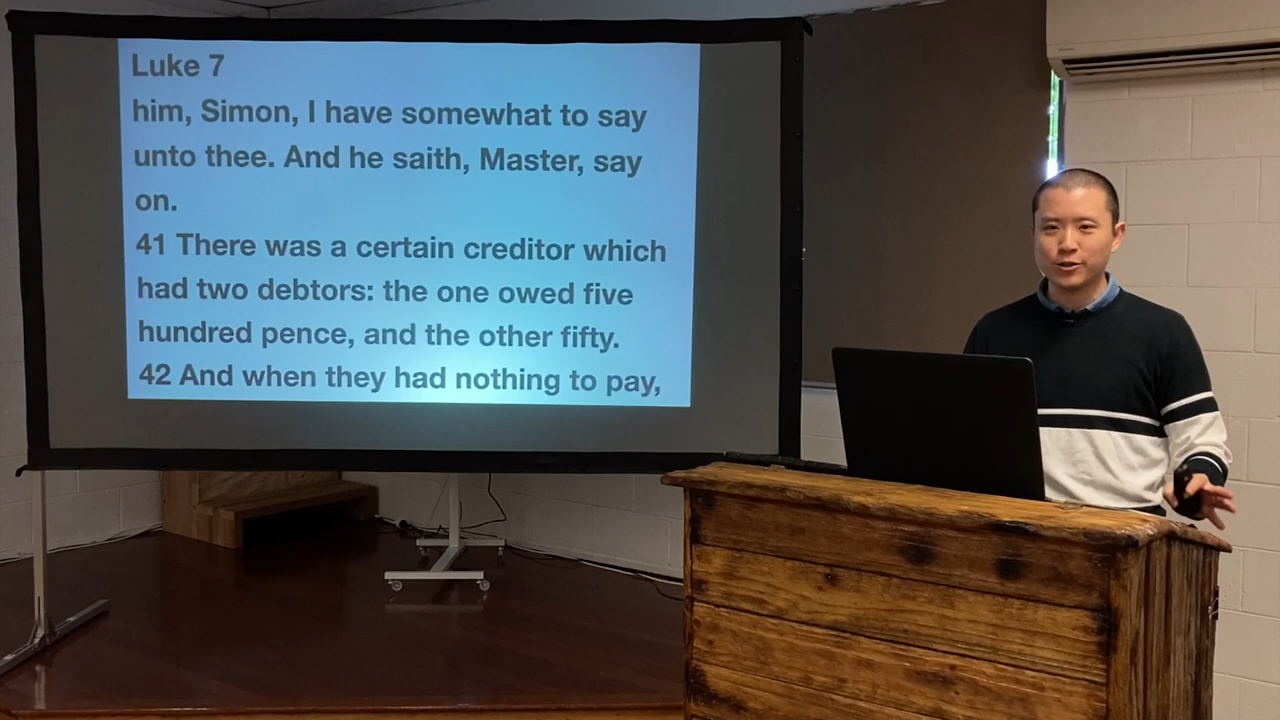 Luke 7
him, Simon, I have somewhat to say
unto thee. And he saith, Master, say
on.
41 There was a certain creditor which
had two debtors: the one owed five
hundred pence, and the other fifty.
42 And when they had nothing to pay,